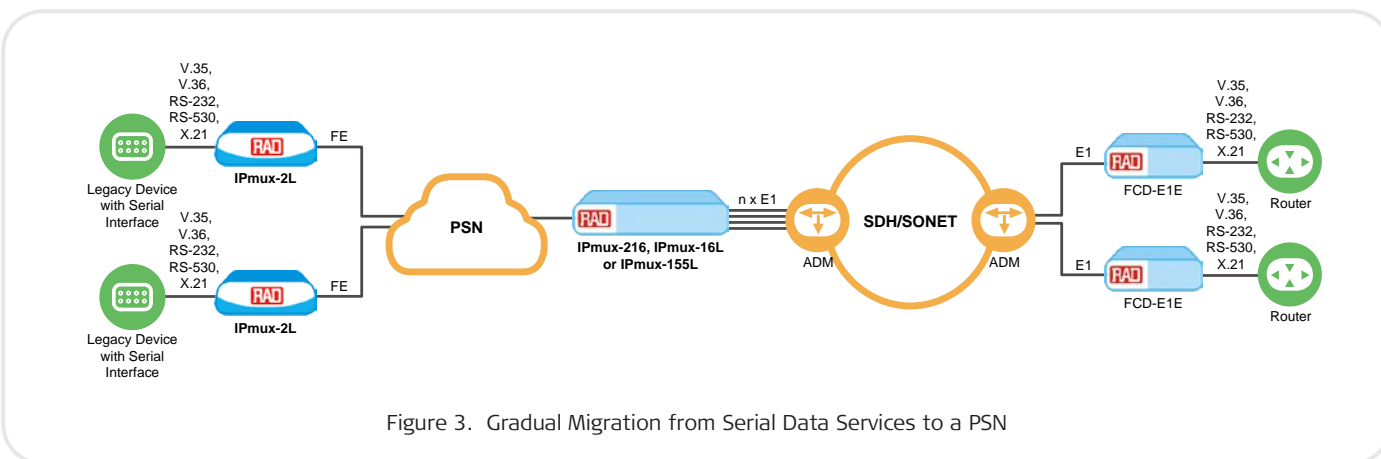 V.35,
V.36,
RS-232,
RS-530,
X.21
RAD
FE
IPmux-2L
Legacy Device
with Serial
Interface
V.35,
V.36,
RS-232,
RS-530,
X.21
RAD
FE
IPmux-2L
Legacy Device
with Serial
Interface
PSN
RAD
IPmux-216, IPmux-16L
or IPmux-155L
n x E1
ADM
SDH/SONET
ADM
E1
RAD
FCD-E1E
V.35,
V.36,
RS-232,
RS-530,
X.21
Router
E1
RAD
FCD-E1E
V.35,
V.36,
RS-232,
RS-530,
X.21
Router
Figure 3. Gradual Migration from Serial Data Services to a PSN